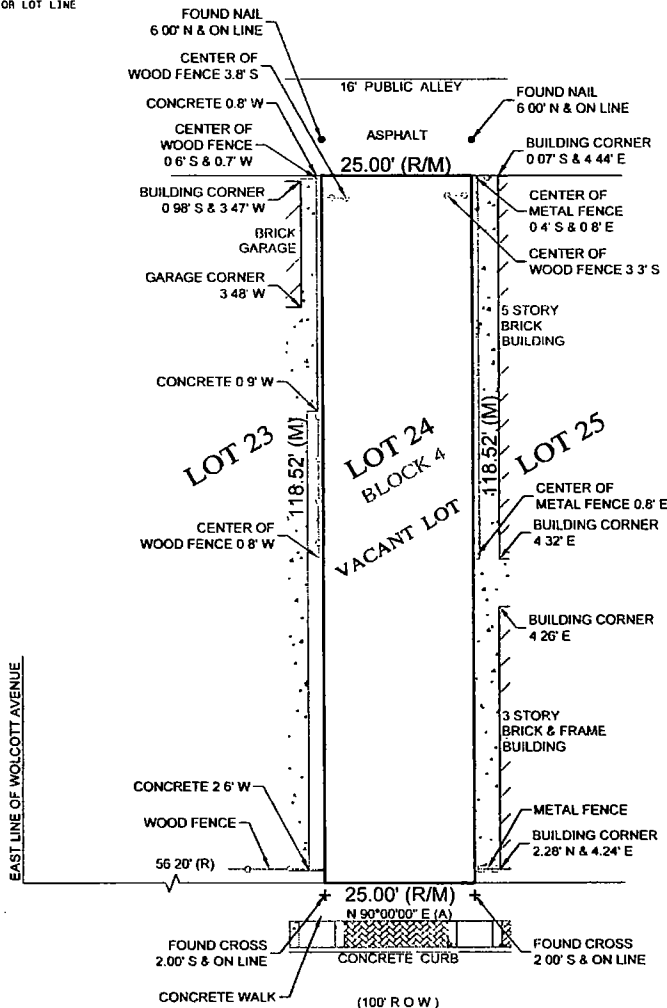 OR LOT LINE
FOUND NAIL
6 00' N & ON LINE
CENTER OF
WOOD FENCE 3.8' S
CONCRETE 0.8' W
CENTER OF
WOOD FENCE
0 6' S & 0.7' W
BUILDING CORNER
0 98' S & 3 47' W
BRICK
GARAGE
GARAGE CORNER
3 48' W
16' PUBLIC ALLEY
ASPHALT
25.00' (R/M)
FOUND NAIL
6 00' N & ON LINE
BUILDING CORNER
0 07' S & 4 44' E
CENTER OF
METAL FENCE
0 4' S & 0 8' E
CENTER OF
WOOD FENCE 3 3' S
5 STORY
BRICK
BUILDING
CONCRETE 0 9' W
LOT 23
118.52' (M)
LOT 24
BLOCK 4
VACANT LOT
118.52' (M)
LOT 25
CENTER OF
METAL FENCE 0.8' E
BUILDING CORNER
4 32' E
CENTER OF
WOOD FENCE 0 8' W
BUILDING CORNER
4 26' E
3 STORY
BRICK & FRAME
BUILDING
EAST LINE OF WOLCOTT AVENUE
CONCRETE 2 6' W
WOOD FENCE
56 20' (R)
METAL FENCE
BUILDING CORNER
2.28' N & 4.24' E
25.00' (R/M)
N 90°00'00" E (A)
FOUND CROSS
2.00' S & ON LINE
CONCRETE CURB
FOUND CROSS
2 00' S & ON LINE
CONCRETE WALK
(100' R O W)